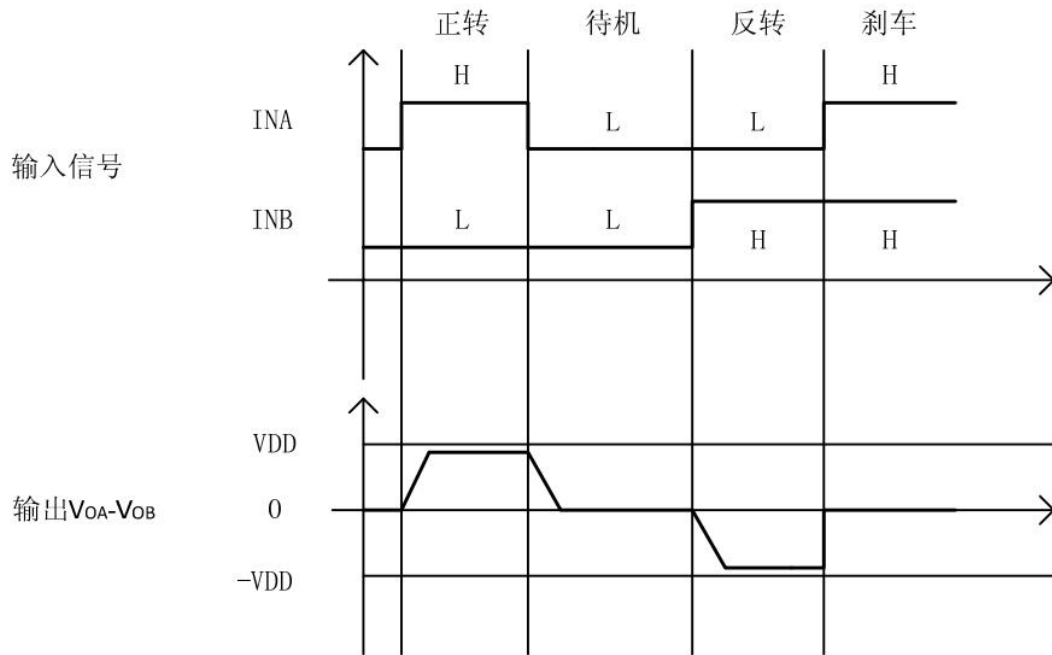 正转 待机 反转 刹车
H H
INA L L
输入信号
INB L L
H H
VDD
输出VOA-VOB 0
-VDD